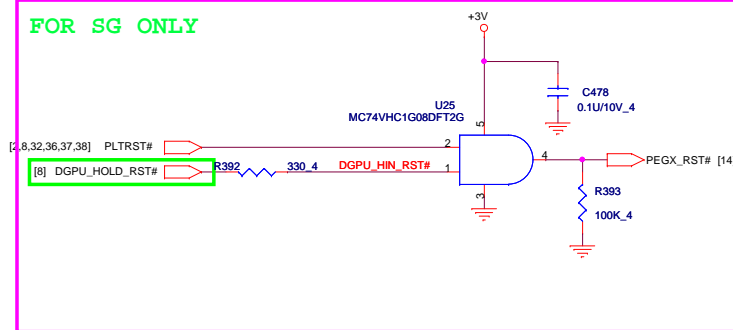 FOR SG ONLY
+3V
C478
0.1U/10V_4
U25
MC74VHC1G08DFT2G
5
[2,8,32,36,37,38] PLTRST#
2
[8] DGPU_HOLD_RST#
R392
330_4
DGPU_HIN_RST#
1
4
PEGX_RST# [14
3
R393
100K_4